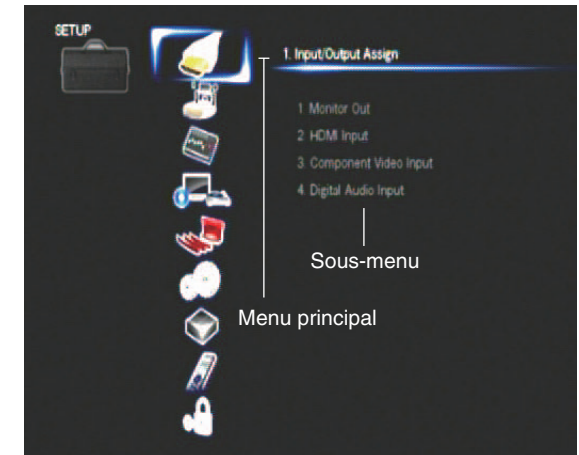 SETUP
1. Input/Output Assign
1 Monitor Out
2 HDMI Input
3 Component Video Input
4 Digital Audio Input
Sous-menu
Menu principal